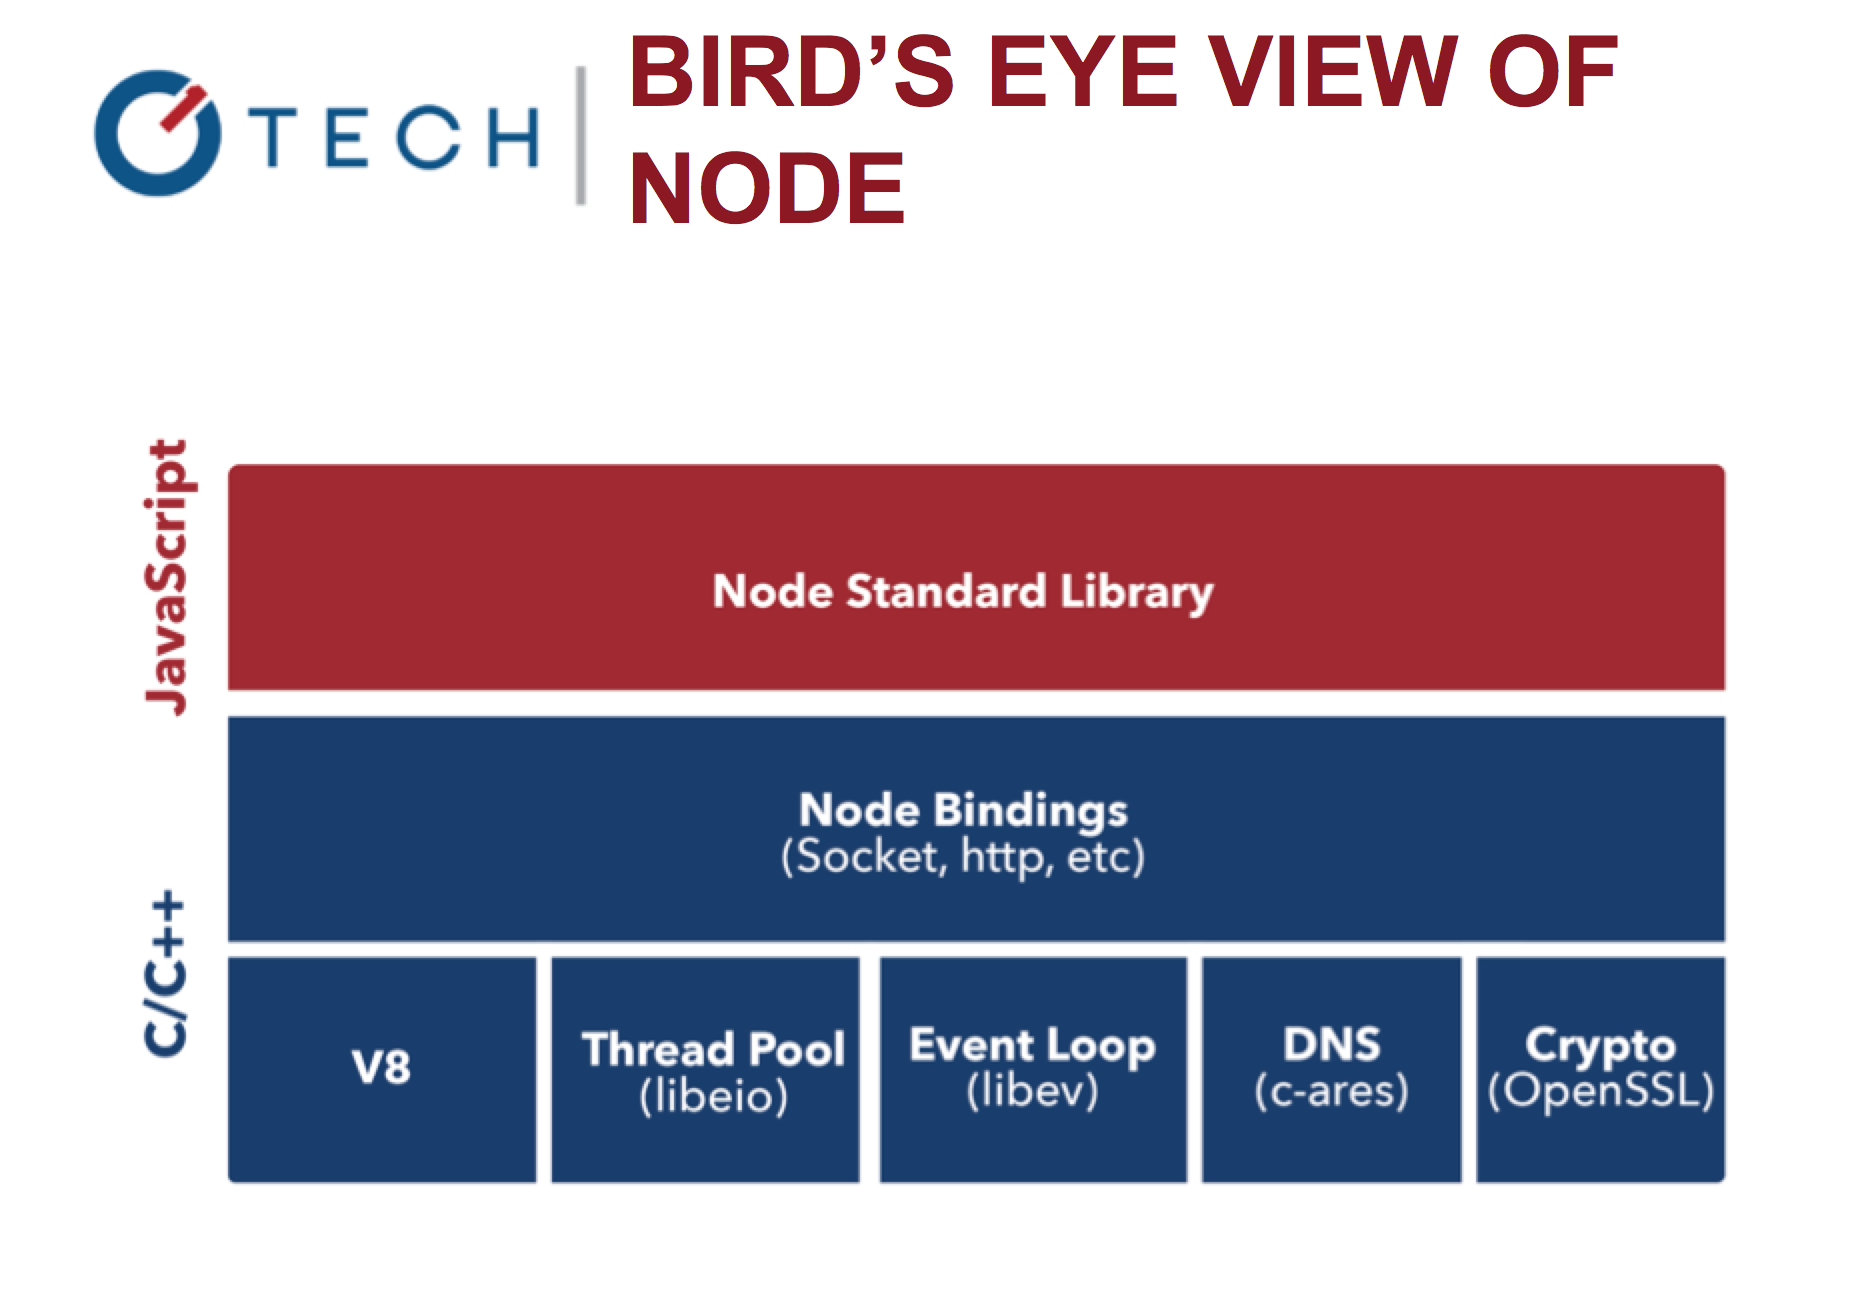 TECH
BIRD’S EYE VIEW OF
NODE
JavaScript
Node Standard Library
C/C++
Node Bindings
(Socket, http, etc)
V8
Thread Pool
(libeio)
Event Loop
(libev)
DNS
(c-ares)
Crypto
(OpenSSL)